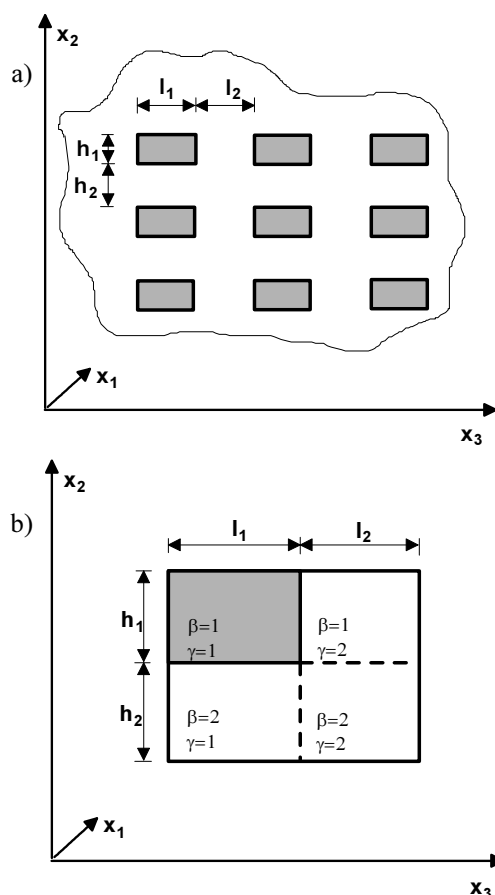 x₂
a)
l₁ l₂
h₁
h₂
x₁
x₃
x₂
b)
l₁ l₂
h₁
β=1 β=1
γ=1 γ=2
h₂
β=2 β=2
γ=1 γ=2
x₁
x₃